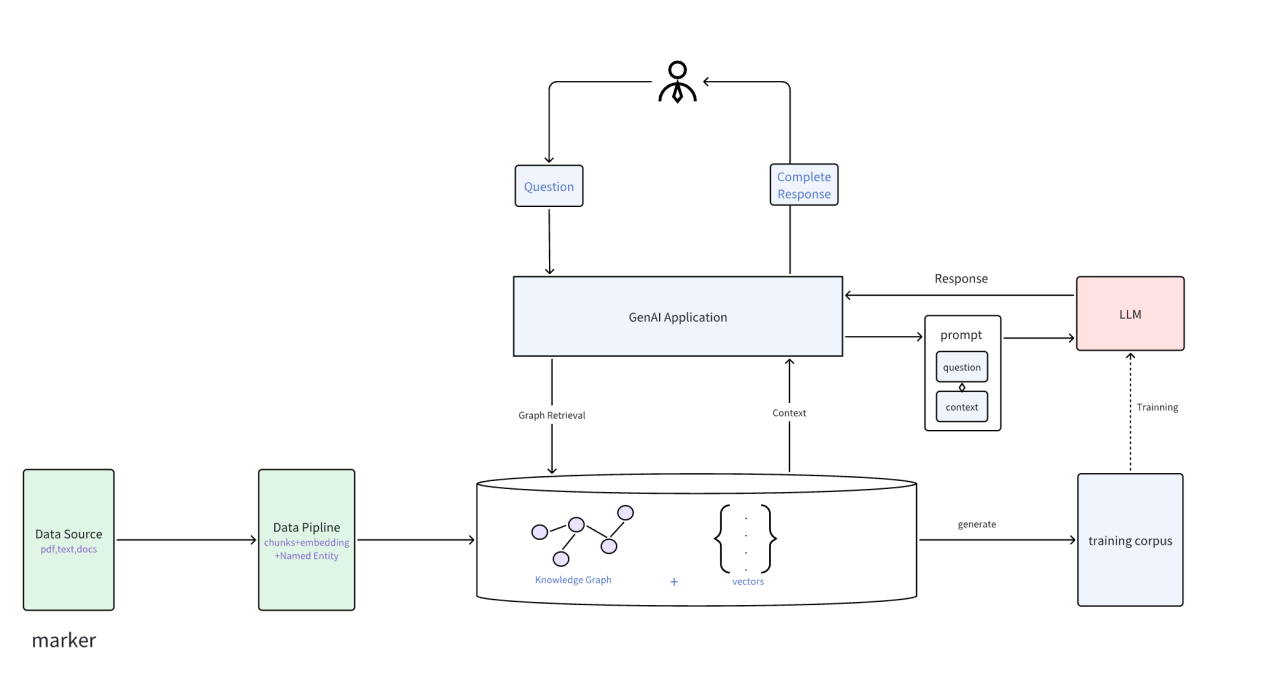 Question
Complete
Response
GenAI Application
Response
LLM
prompt
question
context
Graph Retrieval
Context
Trainning
Data Source
pdf,text,docs
Data Pipline
chunks+embedding
+Named Entity
Knowledge Graph
+
vectors
generate
training corpus
marker